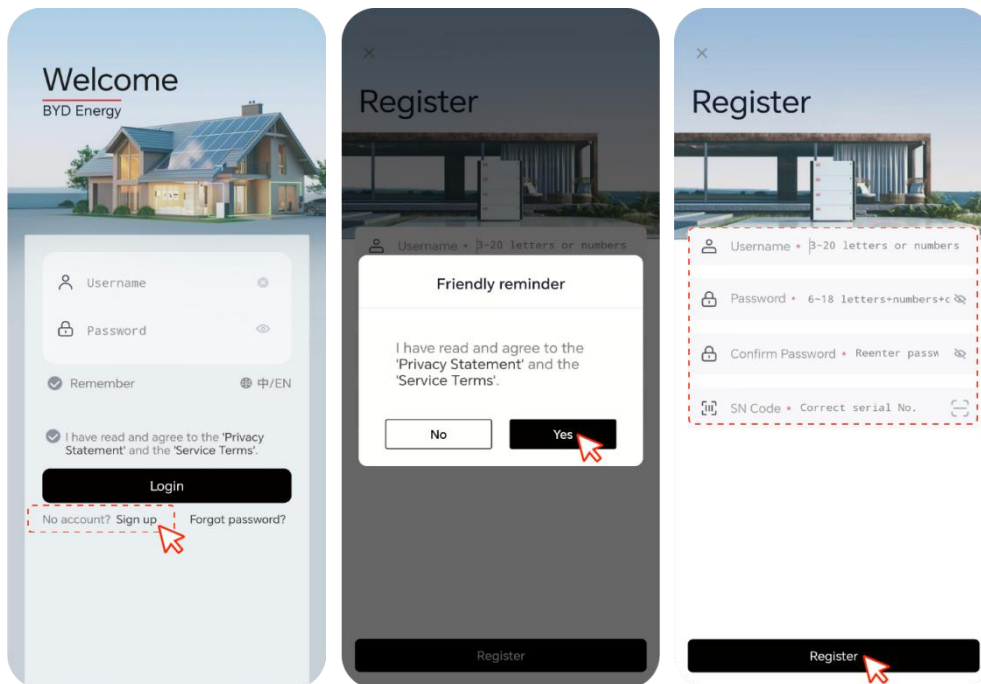 Welcome
BYD Energy
Username
Password
Remember
中/EN
I have read and agree to the 'Privacy
Statement' and the 'Service Terms'.
Login
No account? Sign up
Forgot password?
Register
Username * 3~20 letters or numbers
Friendly reminder
I have read and agree to the
'Privacy Statement' and the
'Service Terms'.
No
Yes
Register
Register
Username * 3~20 letters or numbers
Password * 6~18 letters+numbers+c
Confirm Password * Reenter passw
SN Code * Correct serial No.
Register